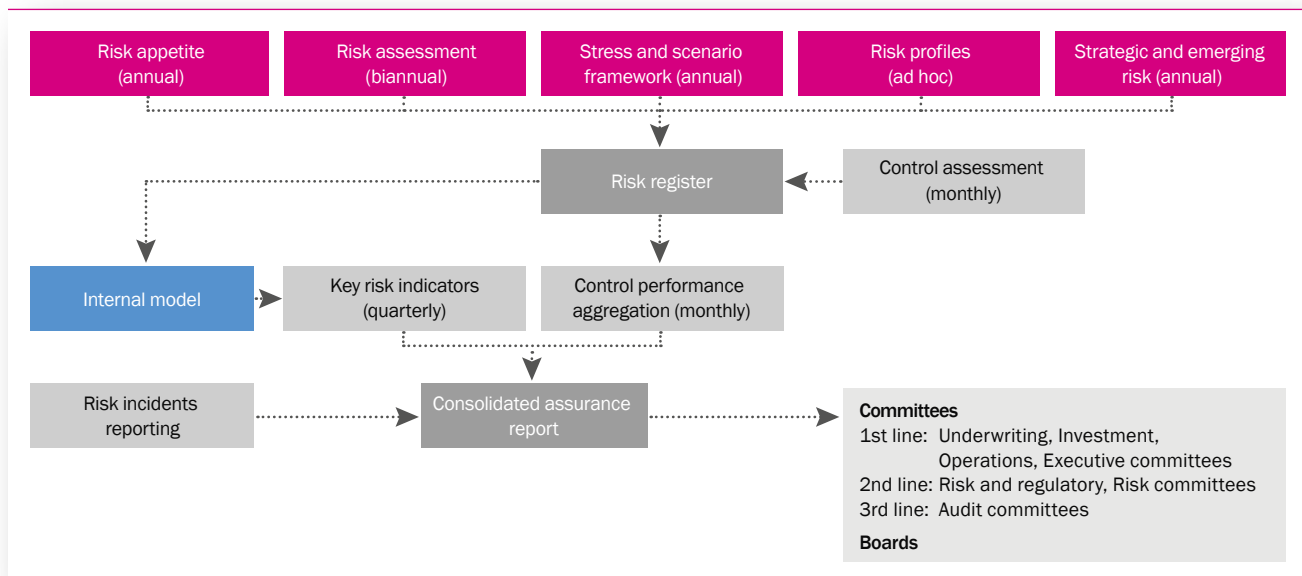 Risk appetite
(annual)
Risk assessment
(biannual)
Stress and scenario
framework (annual)
Risk profiles
(ad hoc)
Strategic and emerging
risk (annual)
Risk register
Control assessment
(monthly)
Internal model
Key risk indicators
(quarterly)
Control performance
aggregation (monthly)
Risk incidents
reporting
Consolidated assurance
report
Committees
1st line: Underwriting, Investment,
Operations, Executive committees
2nd line: Risk and regulatory, Risk committees
3rd line: Audit committees
Boards